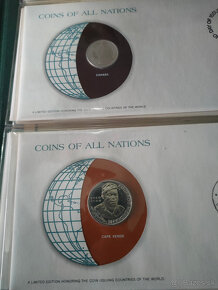 COINS OF ALL NATIONS
CANADA
A LIMITED EDITION HONORING THE COIN-ISSUING COUNTRIES OF THE WORLD.
COINS OF ALL NATIONS
CAPE VERDE
A LIMITED EDITION HONORING THE COIN-ISSUING COUNTRIES OF THE WORLD.